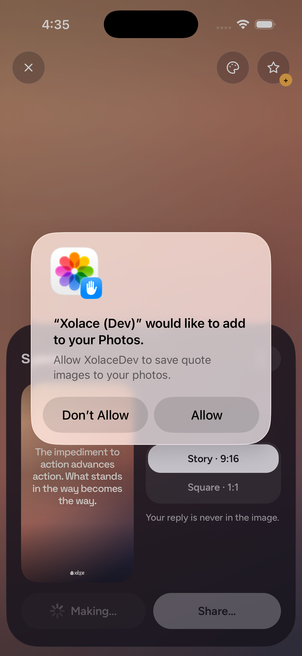 4:35
“Xolace (Dev)” would like to add
to your Photos.
Allow XolaceDev to save quote
images to your photos.
Don’t Allow
Allow
S
The impediment to
action advances
action. What stands
in the way becomes
the way.
Story · 9:16
Square · 1:1
Your reply is never in the image.
Making...
Share...